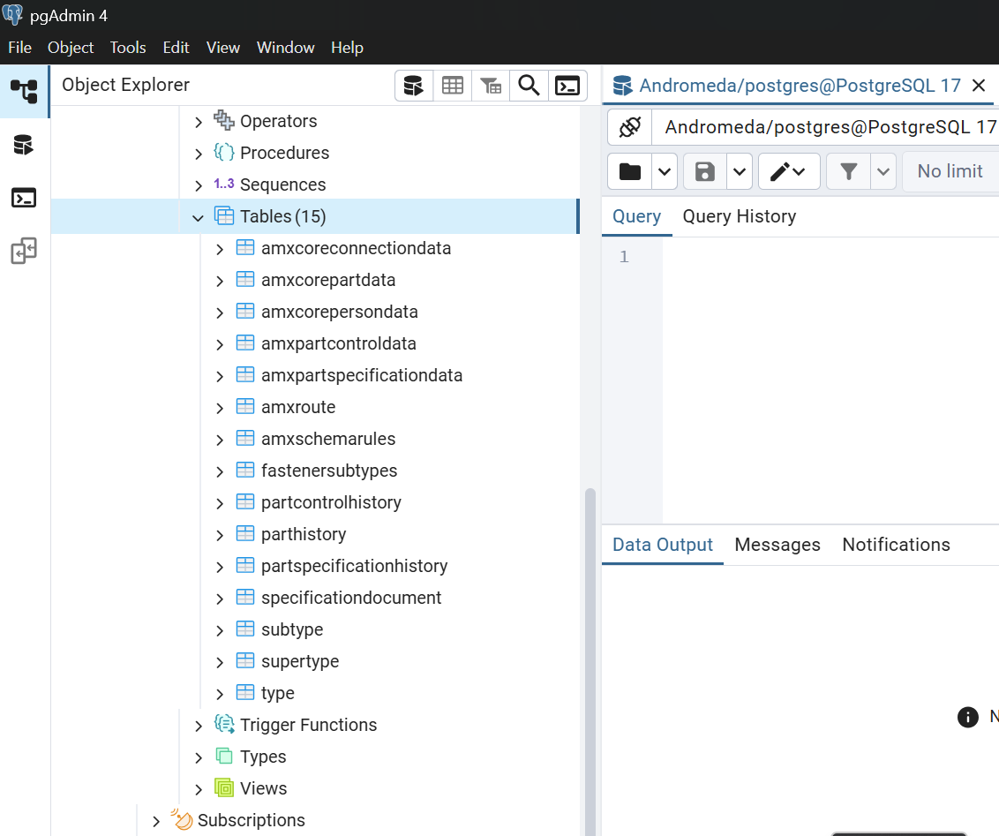 pgAdmin 4
File Object Tools Edit View Window Help
Object Explorer
Operators
Procedures
1..3 Sequences
Tables (15)
amxcoreconnectiondata
amxcorepartdata
amxcorepersondata
amxpartcontroldata
amxpartspecificationdata
amxroute
amxschemarules
fastenersubtypes
partcontrolhistory
parthistory
partspecificationhistory
specificationdocument
subtype
supertype
type
Trigger Functions
Types
Views
Subscriptions
Andromeda/postgres@PostgreSQL 17
Andromeda/postgres@PostgreSQL 17
No limit
Query Query History
1
Data Output Messages Notifications